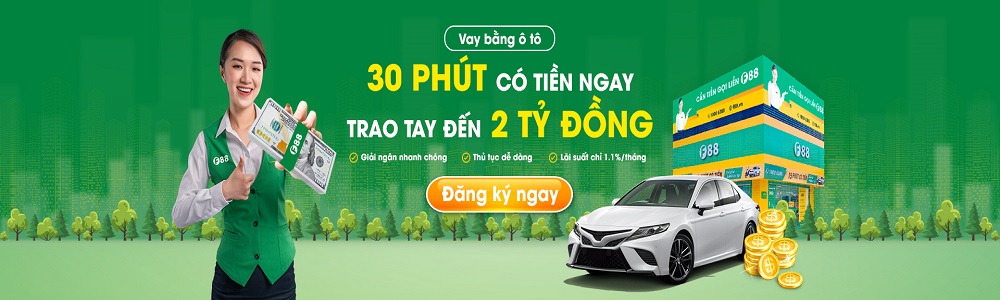 Vay bằng ô tô
30 PHÚT CÓ TIỀN NGAY
TRAO TAY ĐẾN 2 TỶ ĐỒNG
Giải ngân nhanh chóng
Thủ tục dễ dàng
Lãi suất chỉ 1.1%/tháng
Đăng ký ngay
F88
F88
CẦN TIỀN GỌI LIỀN F88
F88
F88